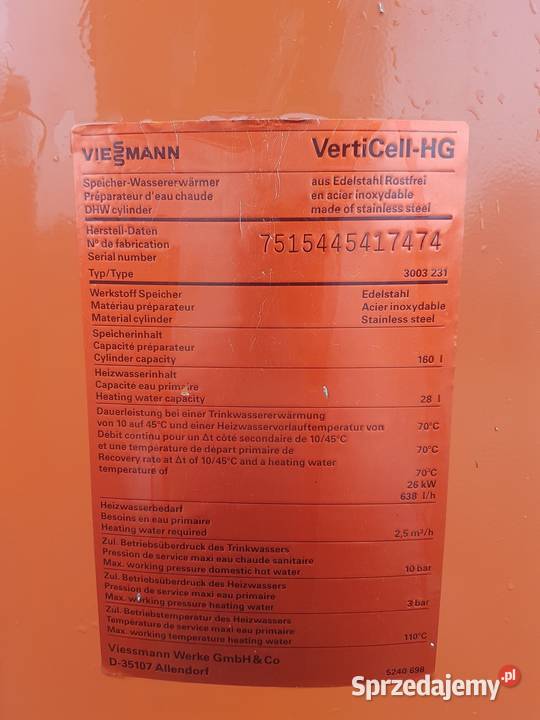 VIESSMANN VertiCell-HG
Speicher-Wassererwärmer aus Edelstahl Rostfrei
Préparateur d'eau chaude en acier inoxydable
DHW cylinder made of stainless steel
Herstell-Daten
N° de fabrication 7515445417474
Serial number
Typ/Type 3003 231
Werkstoff Speicher Edelstahl
Matériau préparateur Acier inoxydable
Material cylinder Stainless steel
Speicherinhalt
Capacité préparateur
Cylinder capacity 160 l
Heizwasserinhalt
Capacité eau primaire
Heating water capacity 28 l
Dauerleistung bei einer Trinkwassererwärmung
von 10 auf 45°C und einer Heizwasservorlauftemperatur von 70°C
Débit continu pour un Δt côté secondaire de 10/45°C
et une température de départ primaire de 70°C
Recovery rate at Δt of 10/45°C and a heating water
temperature of 70°C
26 kW
638 l/h
Heizwasserbedarf
Besoins en eau primaire
Heating water required 2,5 m³/h
Zul. Betriebsüberdruck des Trinkwassers
Pression de service maxi eau chaude sanitaire
Max. working pressure domestic hot water 10 bar
Zul. Betriebsüberdruck des Heizwassers
Pression de service maxi eau primaire
Max. working pressure heating water 3 bar
Zul. Betriebstemperatur des Heizwassers
Température de service maxi eau primaire
Max. working temperature heating water 110°C
Viessmann Werke GmbH & Co
D-35107 Allendorf 5240 698
Sprzedajemy.pl